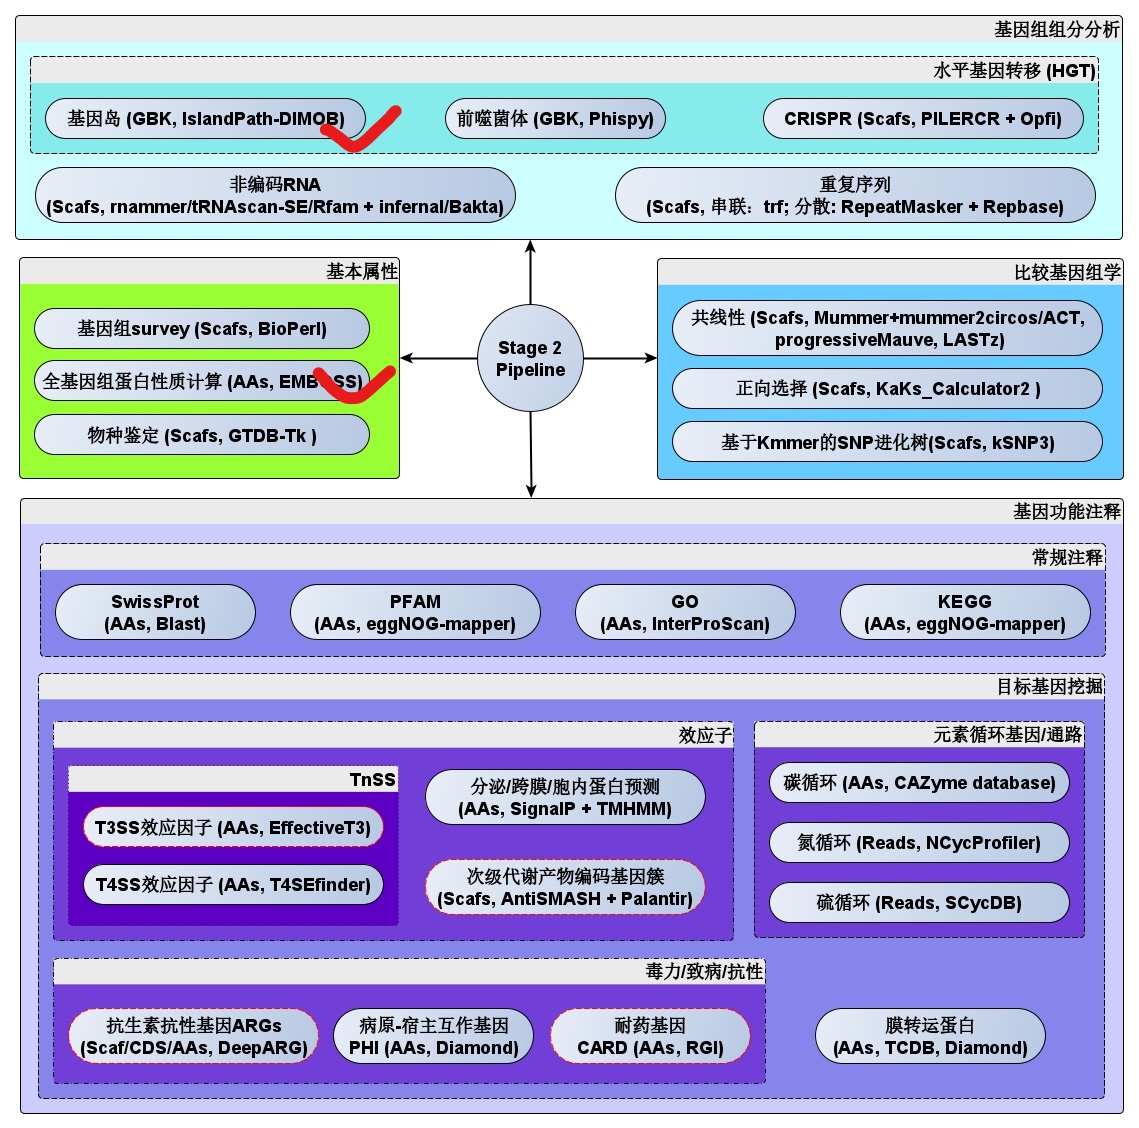 基因组组分分析
水平基因转移 (HGT)
基因岛 (GBK, IslandPath-DIMOB)
前噬菌体 (GBK, Phispy)
CRISPR (Scafs, PILERCR + Opfi)
非编码RNA
(Scafs, rnammer/tRNAscan-SE/Rfam + infernal/Bakta)
重复序列
(Scafs, 串联：trf; 分散: RepeatMasker + Repbase)
基本属性
基因组survey (Scafs, BioPerl)
全基因组蛋白性质计算 (AAs, EMBOSS)
物种鉴定 (Scafs, GTDB-Tk )
Stage 2
Pipeline
比较基因组学
共线性 (Scafs, Mummer+mummer2circos/ACT,
progressiveMauve, LASTz)
正向选择 (Scafs, KaKs_Calculator2 )
基于Kmmer的SNP进化树(Scafs, kSNP3)
基因功能注释
常规注释
SwissProt
(AAs, Blast)
PFAM
(AAs, eggNOG-mapper)
GO
(AAs, InterProScan)
KEGG
(AAs, eggNOG-mapper)
目标基因挖掘
效应子
TnSS
T3SS效应因子 (AAs, EffectiveT3)
T4SS效应因子 (AAs, T4SEfinder)
分泌/跨膜/胞内蛋白预测
(AAs, SignalP + TMHMM)
次级代谢产物编码基因簇
(Scafs, AntiSMASH + Palantir)
元素循环基因/通路
碳循环 (AAs, CAZyme database)
氮循环 (Reads, NCycProfiler)
硫循环 (Reads, SCycDB)
毒力/致病/抗性
抗生素抗性基因ARGs
(Scaf/CDS/AAs, DeepARG)
病原-宿主互作基因
PHI (AAs, Diamond)
耐药基因
CARD (AAs, RGI)
膜转运蛋白
(AAs, TCDB, Diamond)